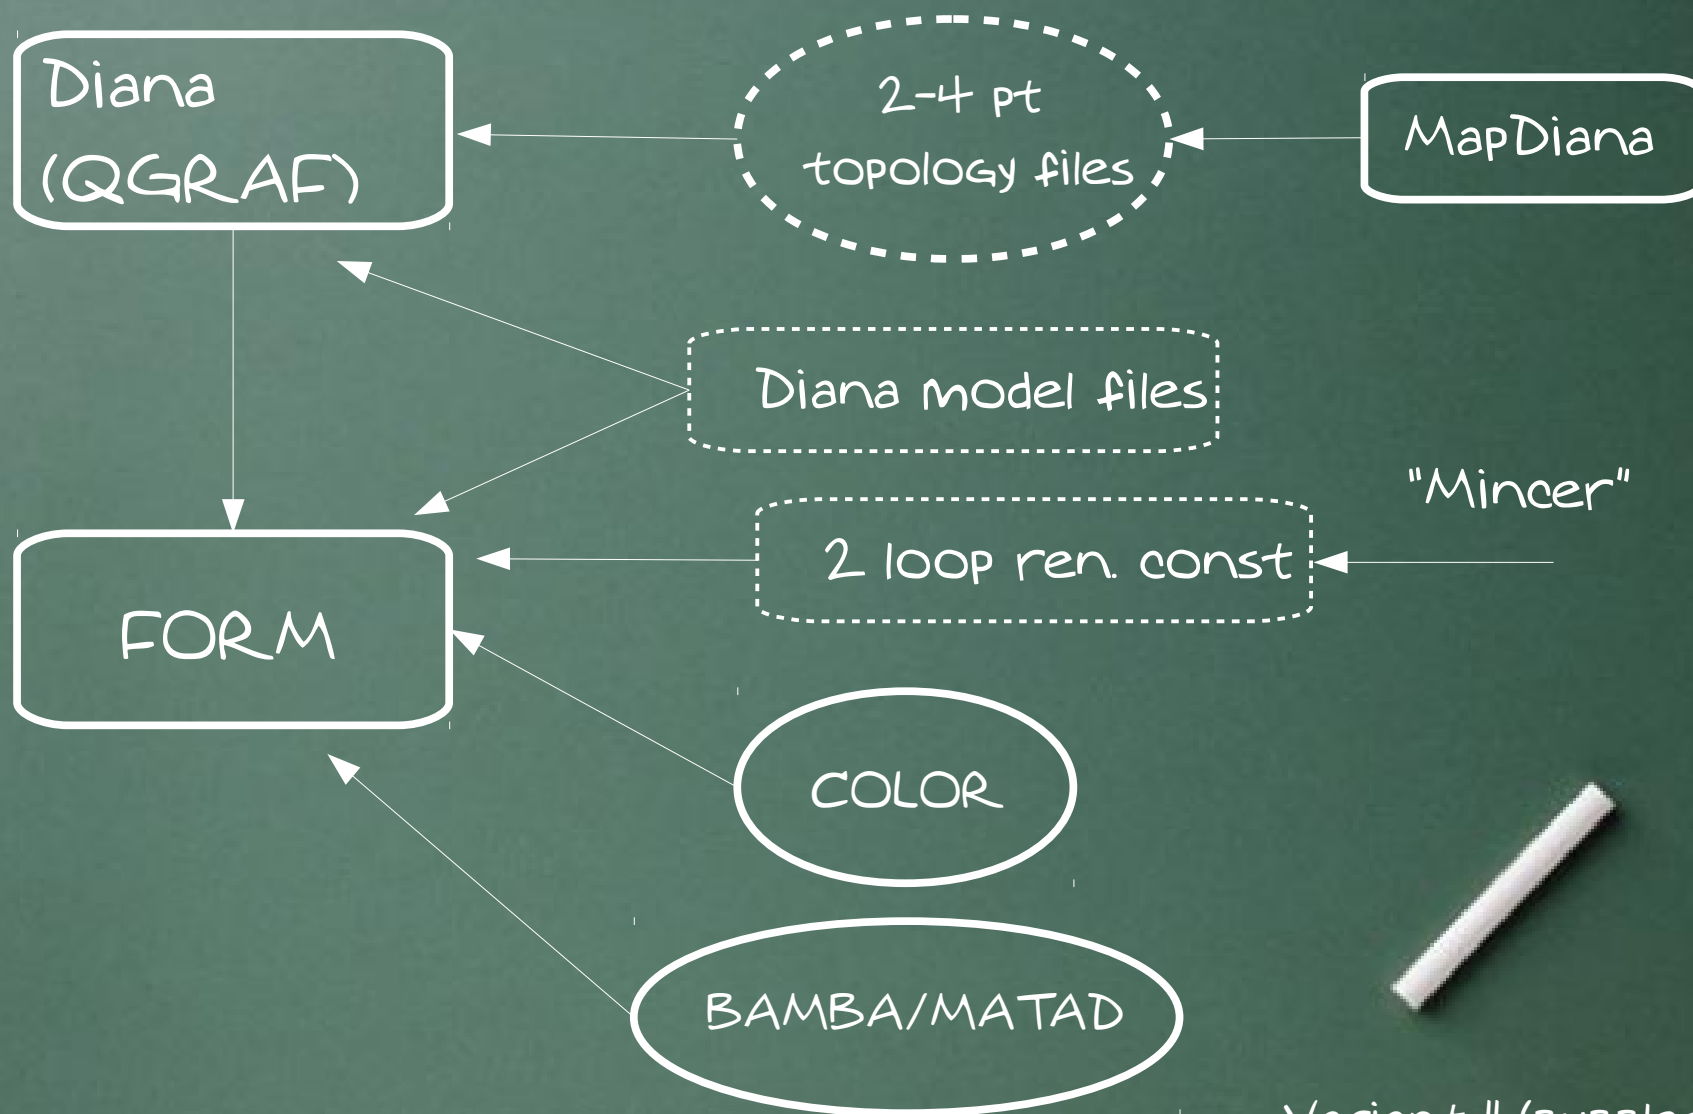 Diana
(QGRAF)
2-4 pt
topology files
MapDiana
Diana model files
"Mincer"
2 loop ren. const
FORM
COLOR
BAMBA/MATAD